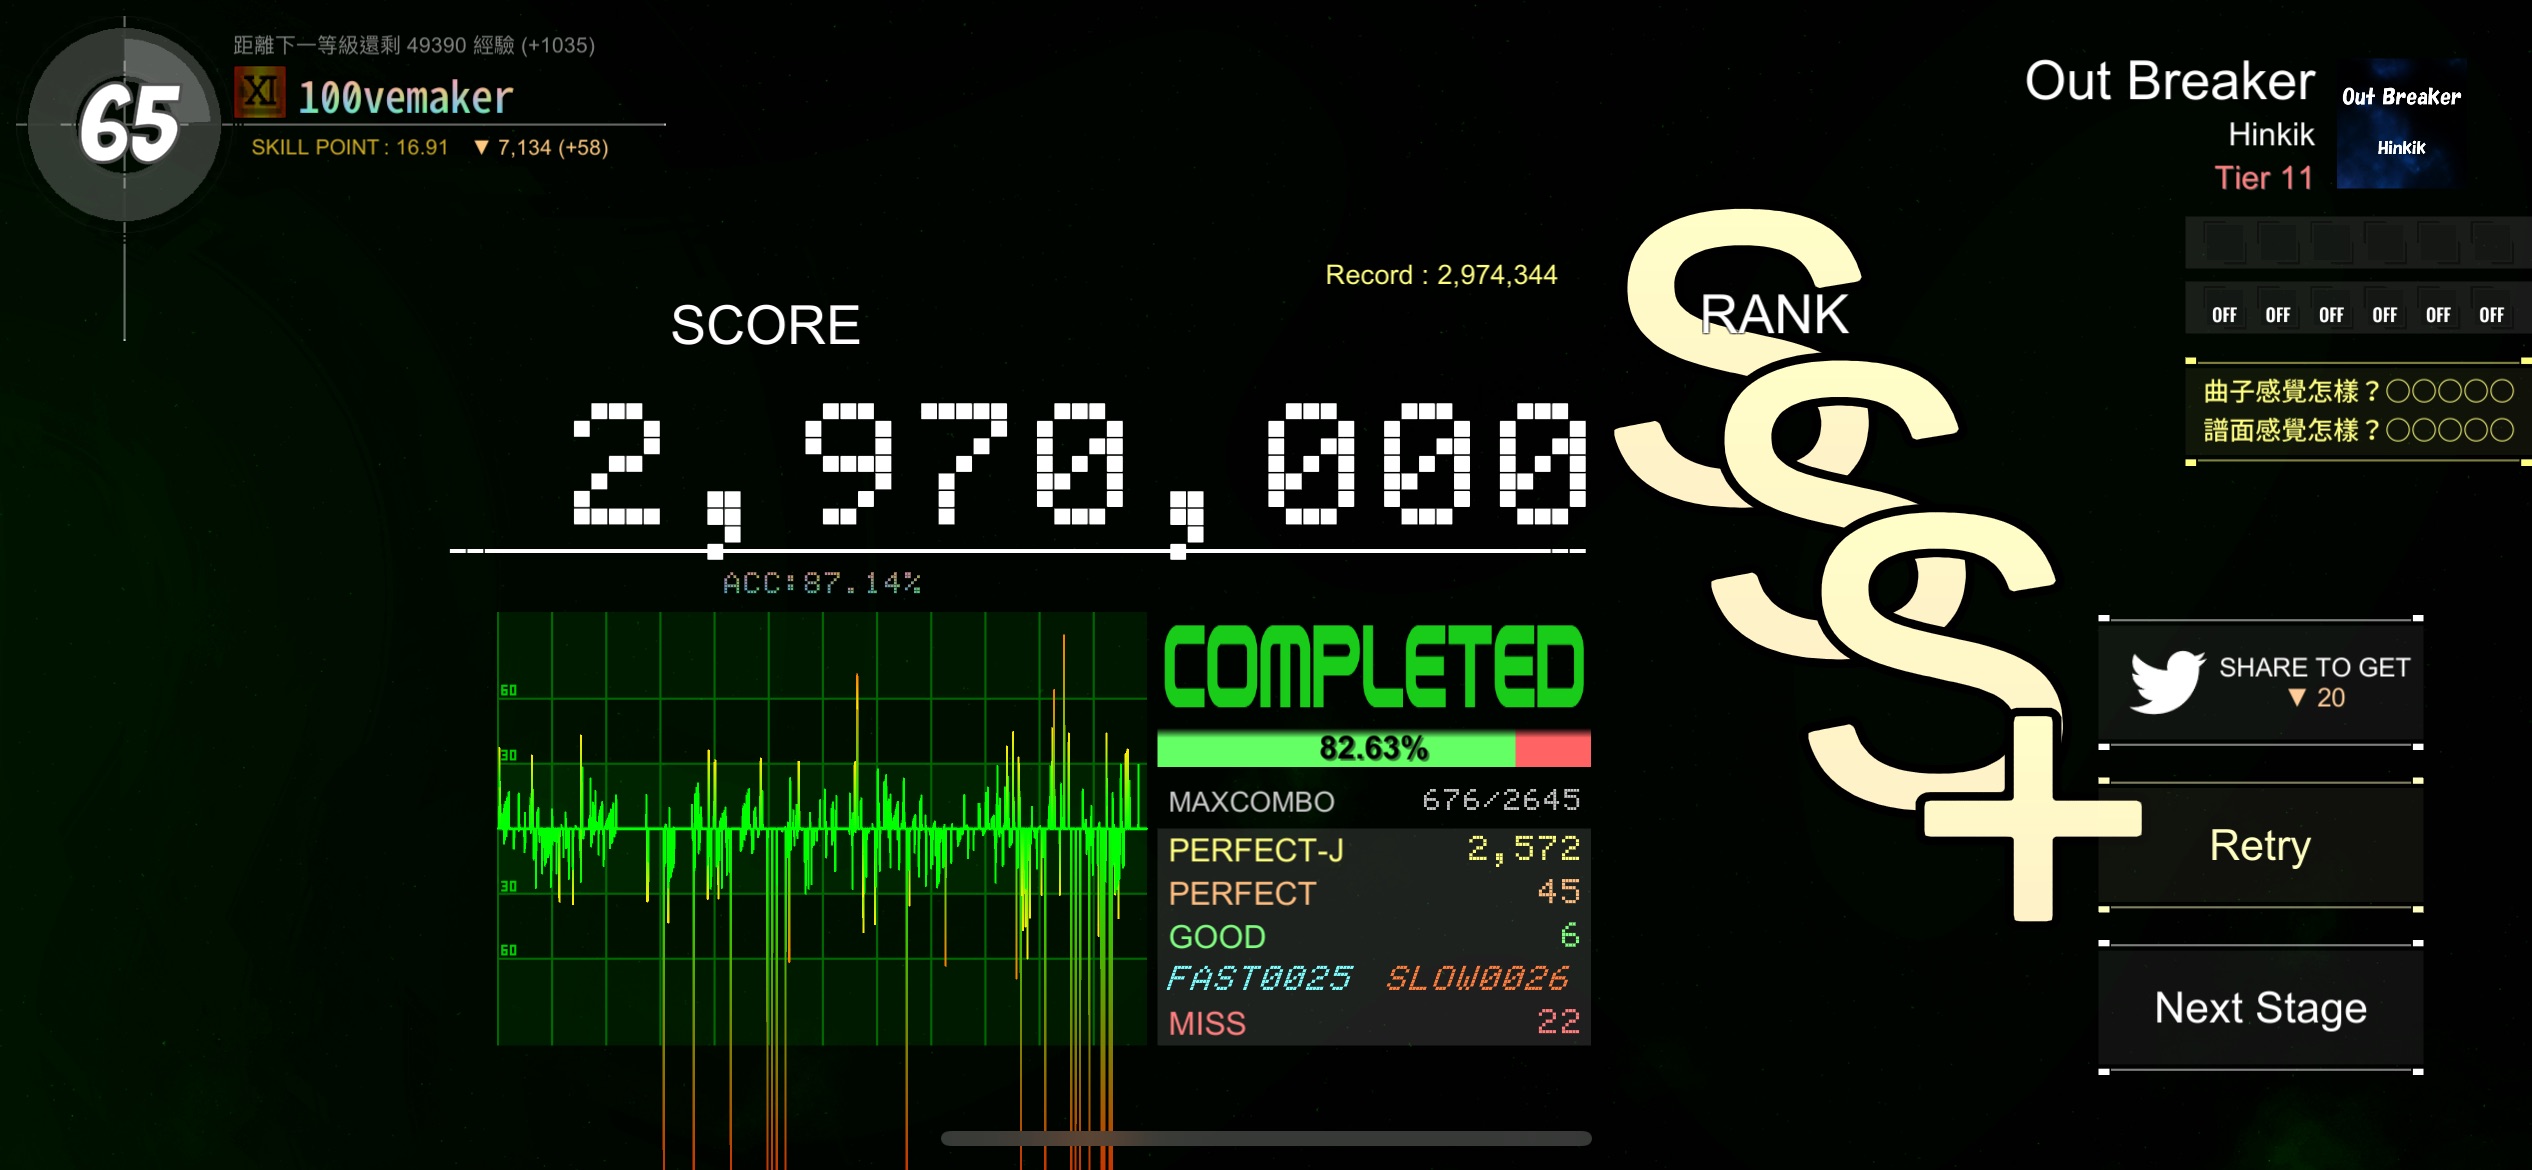 65
距離下一等級還剩 49390 經驗 (+1035)
XI 100vemaker
SKILL POINT : 16.91 ▼ 7,134 (+58)
Out Breaker
Hinkik
Tier 11
Out Breaker
Hinkik
OFF OFF OFF OFF OFF OFF
曲子感覺怎樣？○○○○○
譜面感覺怎樣？○○○○○
Record : 2,974,344
SCORE
2,970,000
RANK
SSS+
ACC:87.14%
60
30
30
60
COMPLETED
82.63%
MAXCOMBO 676/2645
PERFECT-J 2,572
PERFECT 45
GOOD 6
FAST0025 SLOW0026
MISS 22
SHARE TO GET
▼ 20
Retry
Next Stage